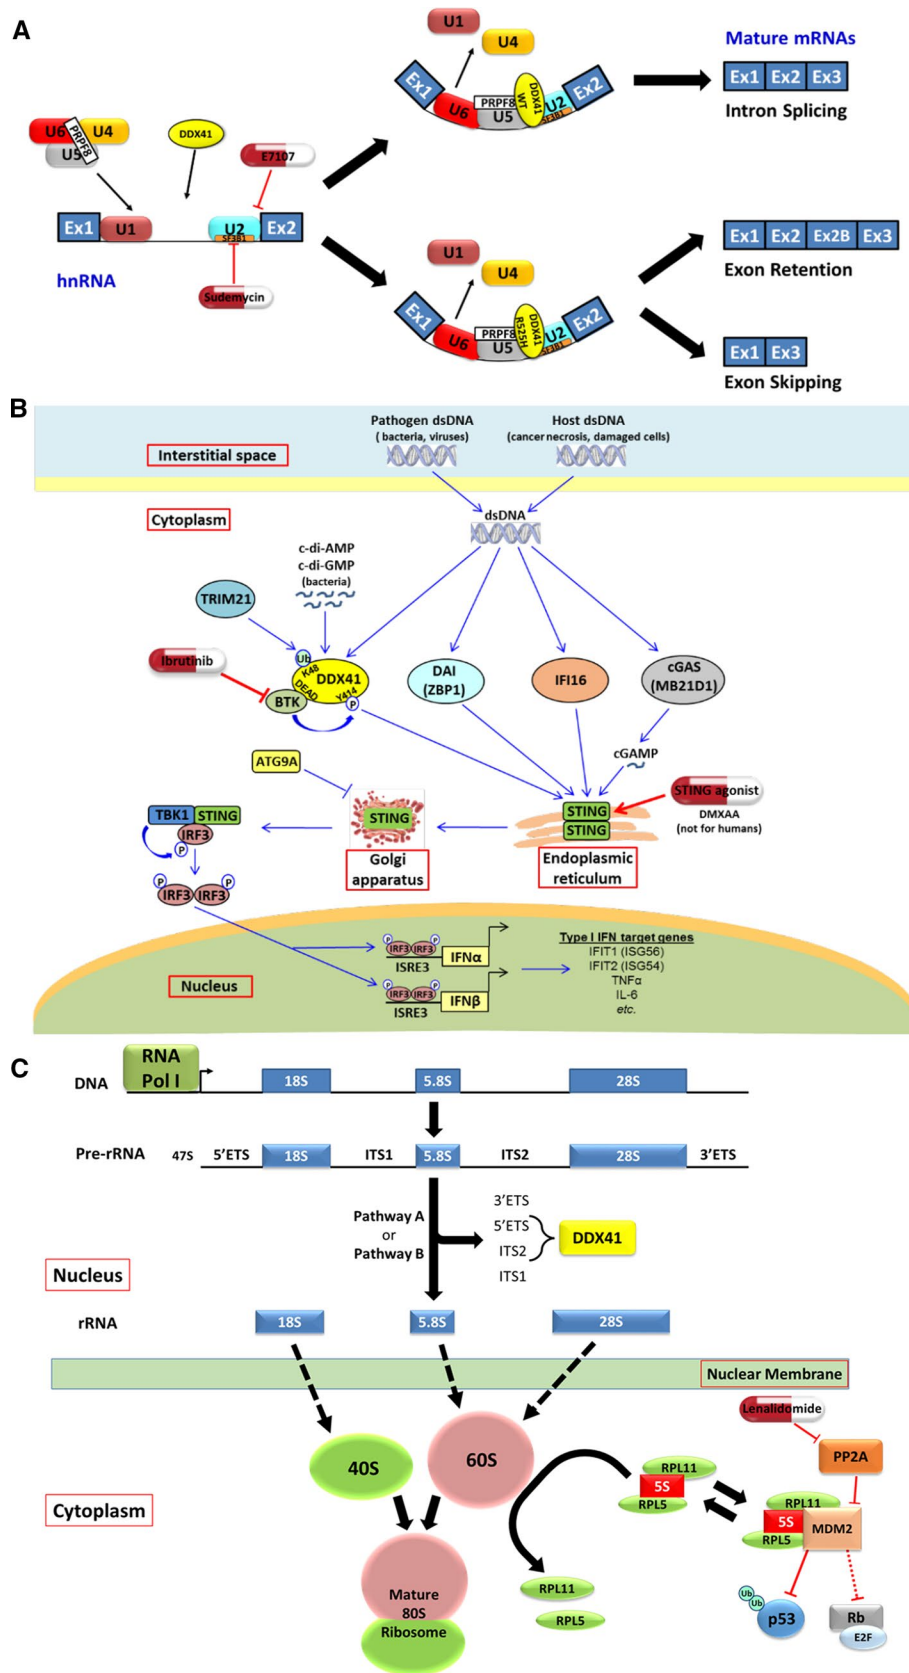 A
U1
U4
Mature mRNAs
Ex1
U6
PRPF8
U5
DDX41
WT
U2
SF3B1
Ex2
Ex1 Ex2 Ex3
Intron Splicing
U6
U4
PRPF8
U5
DDX41
E7107
Ex1
U1
U2
SF3B1
Ex2
hnRNA
Sudemycin
U1
U4
Ex1
U6
PRPF8
U5
DDX41
R525H
U2
SF3B1
Ex2
Ex1 Ex2 Ex2B Ex3
Exon Retention
Ex1 Ex3
Exon Skipping
B
Pathogen dsDNA
( bacteria, viruses)
Host dsDNA
(cancer necrosis, damaged cells)
Interstitial space
Cytoplasm
dsDNA
c-di-AMP
c-di-GMP
(bacteria)
TRIM21
Ibrutinib
Ub
K48
DEAD
DDX41
Y414
BTK
P
DAI
(ZBP1)
IFI16
cGAS
(MB21D1)
cGAMP
ATG9A
STING agonist
DMXAA
(not for humans)
STING
STING
Endoplasmic
reticulum
STING
Golgi
apparatus
TBK1 STING
IRF3
P
P
P
IRF3 IRF3
Nucleus
P
P
IRF3 IRF3
IFNα
ISRE3
P
P
IRF3 IRF3
IFNβ
ISRE3
Type I IFN target genes
IFIT1 (ISG56)
IFIT2 (ISG54)
TNFα
IL-6
etc.
C
RNA
Pol I
DNA
18S
5.8S
28S
Pre-rRNA
47S
5’ETS
18S
ITS1
5.8S
ITS2
28S
3’ETS
Pathway A
or
Pathway B
3’ETS
5’ETS
ITS2
ITS1
DDX41
Nucleus
rRNA
18S
5.8S
28S
Nuclear Membrane
Lenalidomide
PP2A
40S
60S
RPL11
5S
RPL5
RPL11
5S
MDM2
RPL5
Cytoplasm
Mature
80S
Ribosome
RPL11
RPL5
Ub
Ub
p53
Rb
E2F